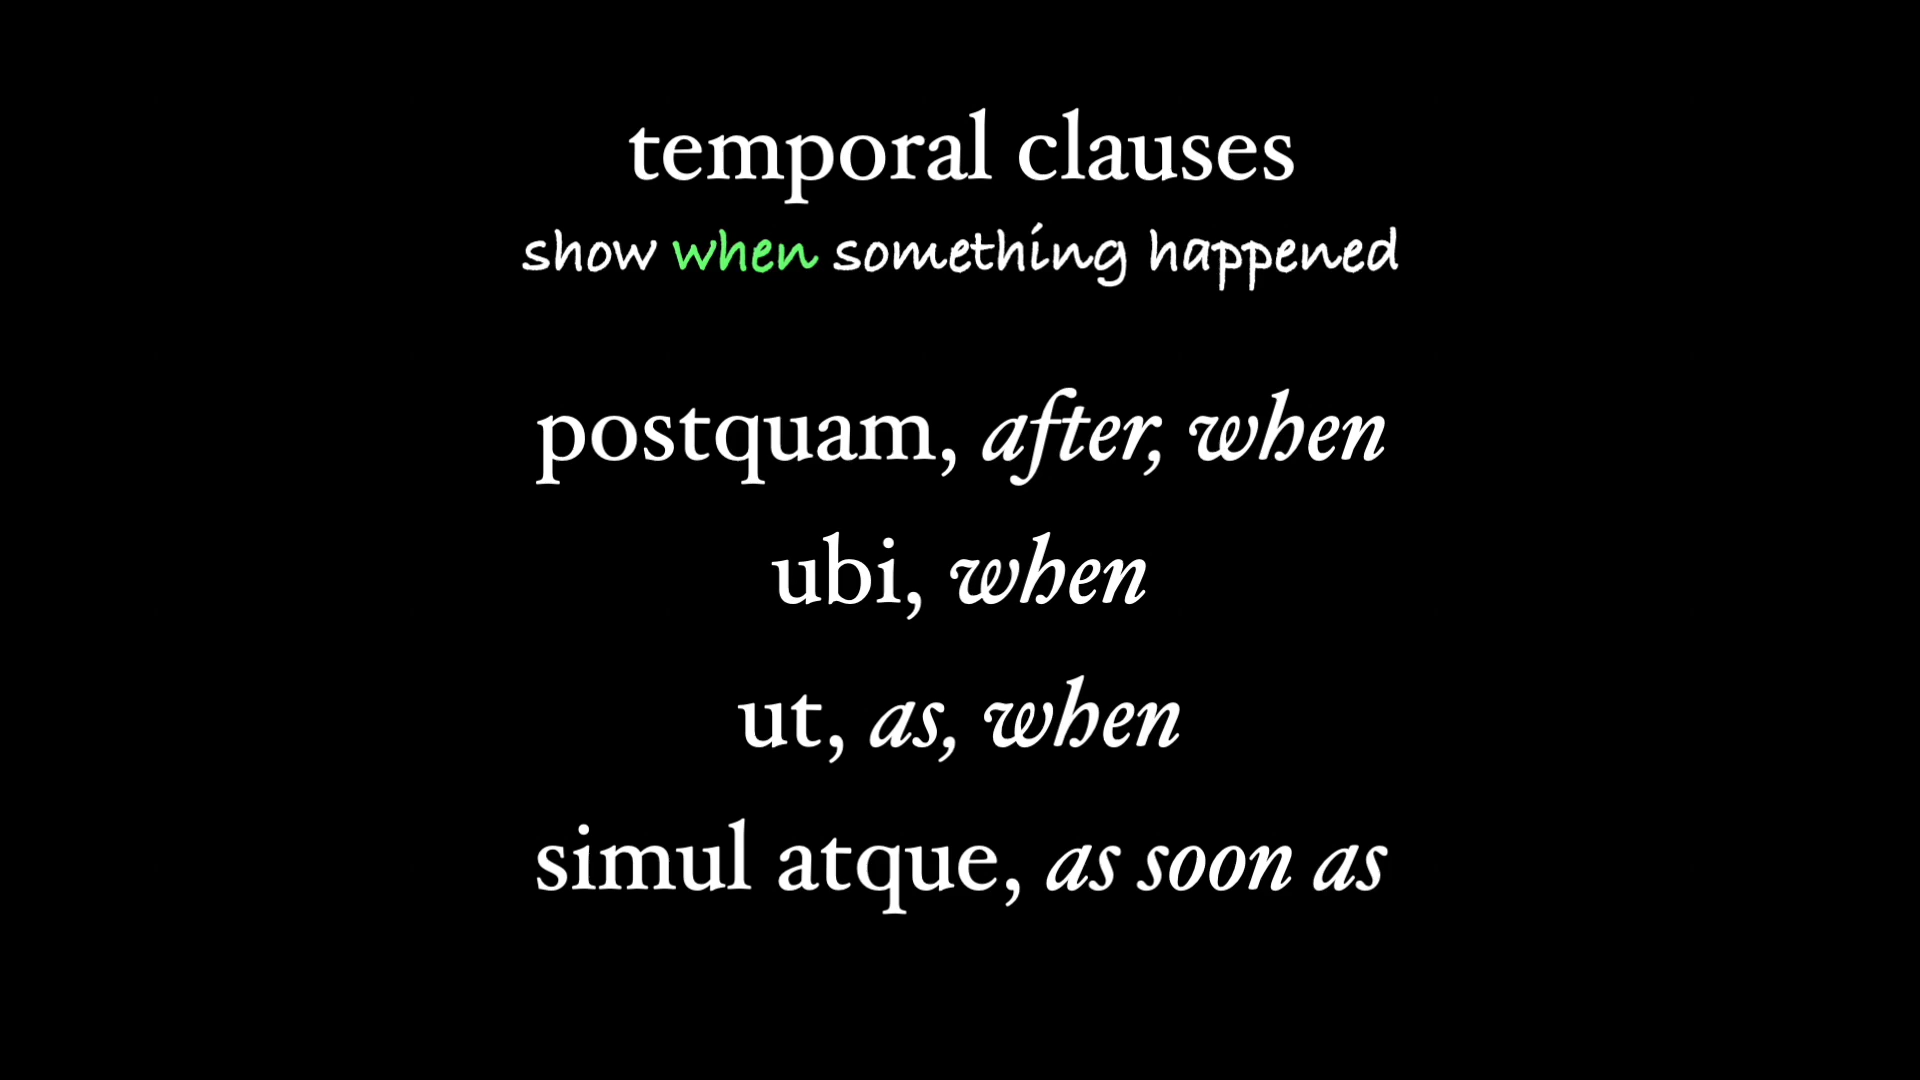 temporal clauses
show when something happened
postquam, after, when
ubi, when
ut, as, when
simul atque, as soon as